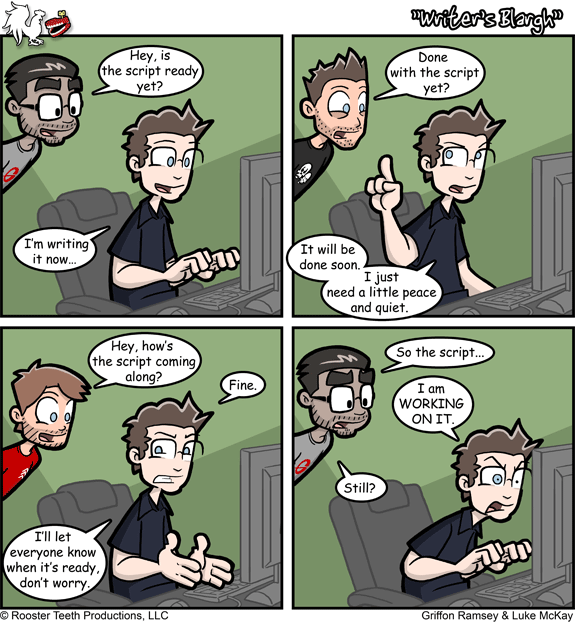 "Writer's Blargh"
Hey, is
the script ready
yet?
I'm writing
it now...
Done
with the script
yet?
It will be
done soon.
I just
need a little peace
and quiet.
Hey, how's
the script coming
along?
Fine.
I'll let
everyone know
when it's ready,
don't worry.
So the script...
I am
WORKING
ON IT.
Still?
© Rooster Teeth Productions, LLC
Griffon Ramsey & Luke McKay